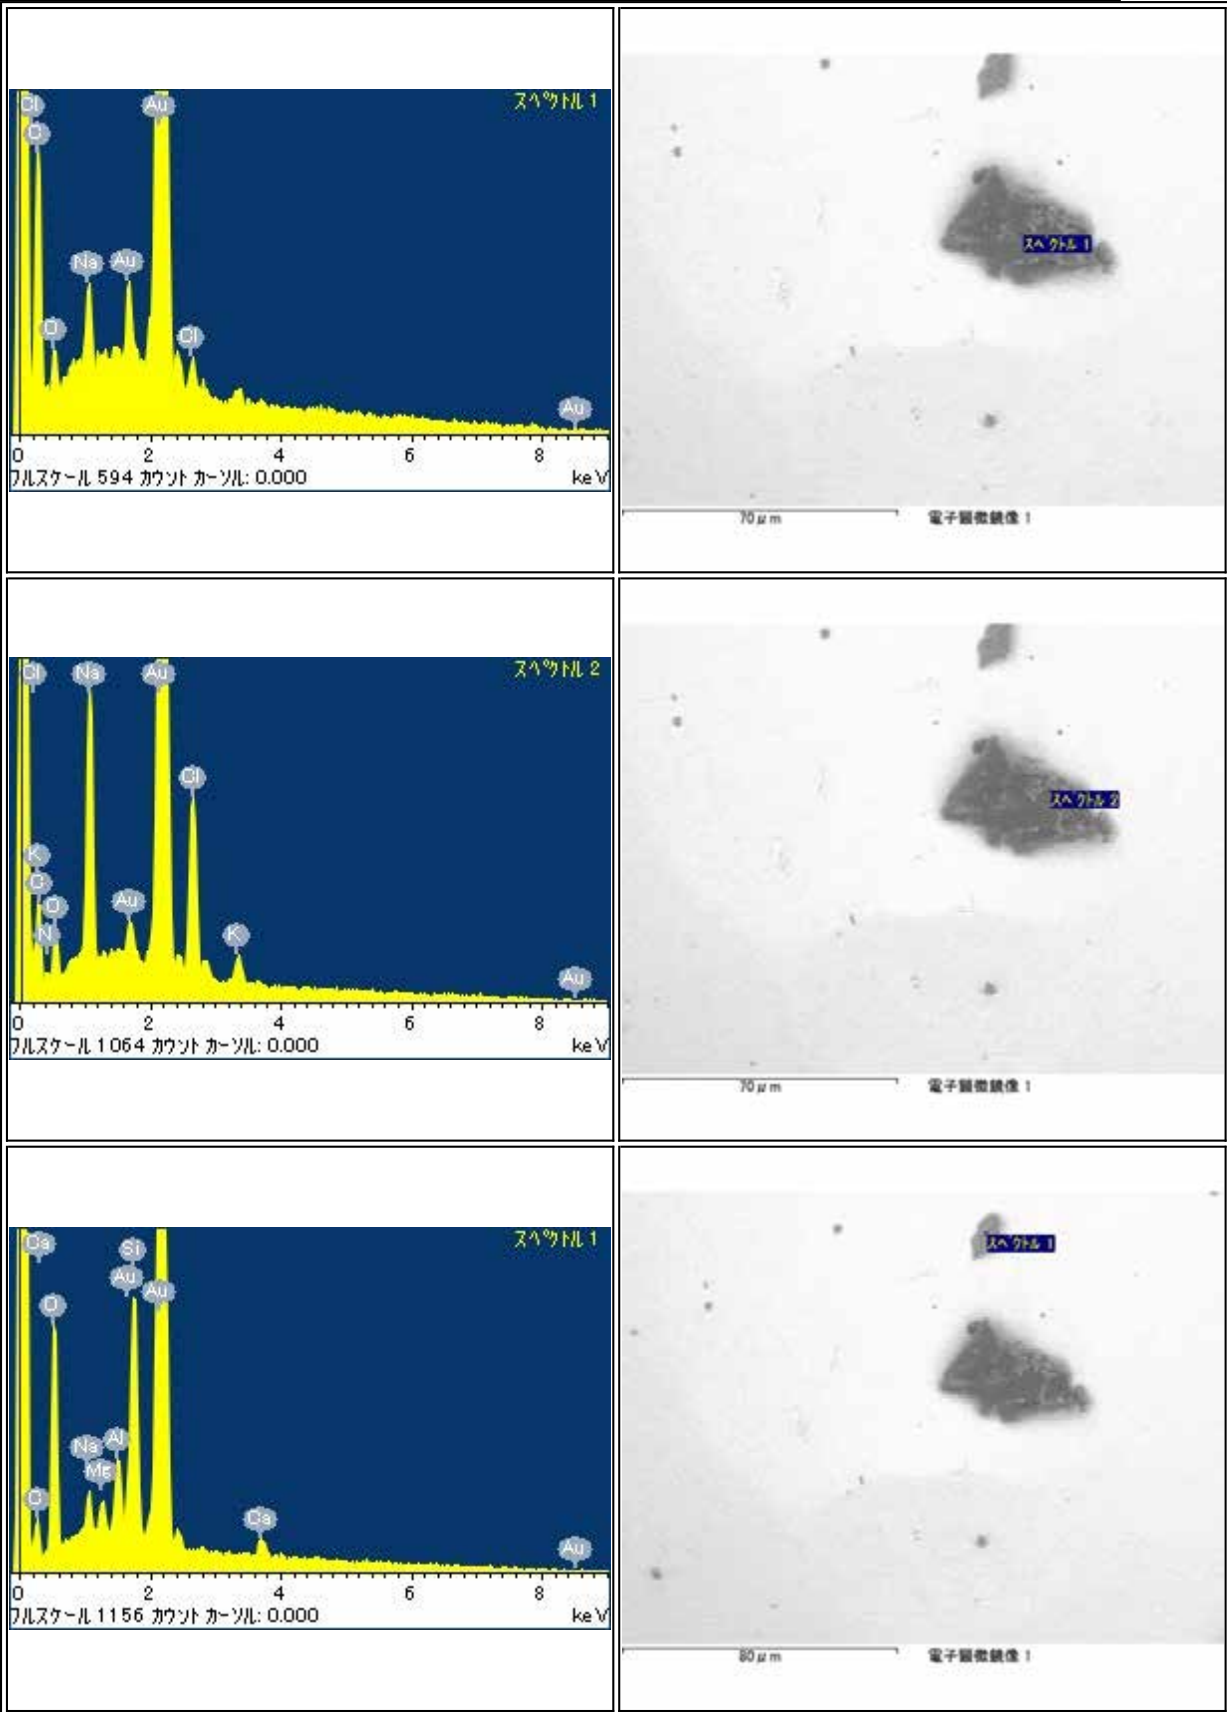 スペクトル 1
Cl
Au
C
Na
Au
O
Cl
Au
0 2 4 6 8
フルスケール 594 カウント カーソル: 0.000 keV
スペクトル 1
70μm 電子顕微鏡像 1
スペクトル 2
Cl
Na
Au
Cl
K
C
O
Au
N
K
Au
0 2 4 6 8
フルスケール 1064 カウント カーソル: 0.000 keV
スペクトル 2
70μm 電子顕微鏡像 1
スペクトル 1
Ca
Si
Au
Au
O
Na
Al
Mg
C
Ca
Au
0 2 4 6 8
フルスケール 1156 カウント カーソル: 0.000 keV
スペクトル 1
80μm 電子顕微鏡像 1